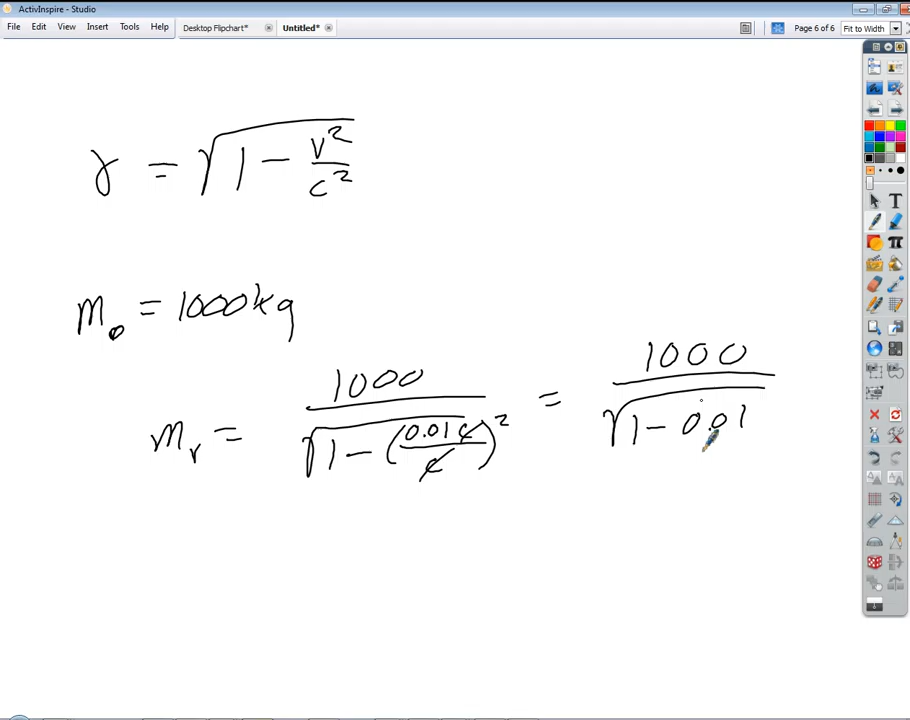 ActivInspire - Studio
File Edit View Insert Tools Help Desktop Flipchart* Untitled* Page 6 of 6 Fit to Width
γ = √(1 − v²/c²)
m₀ = 1000kg
mᵣ = 1000/√(1 − (0.01c/c)²) = 1000/√(1 − 0.01